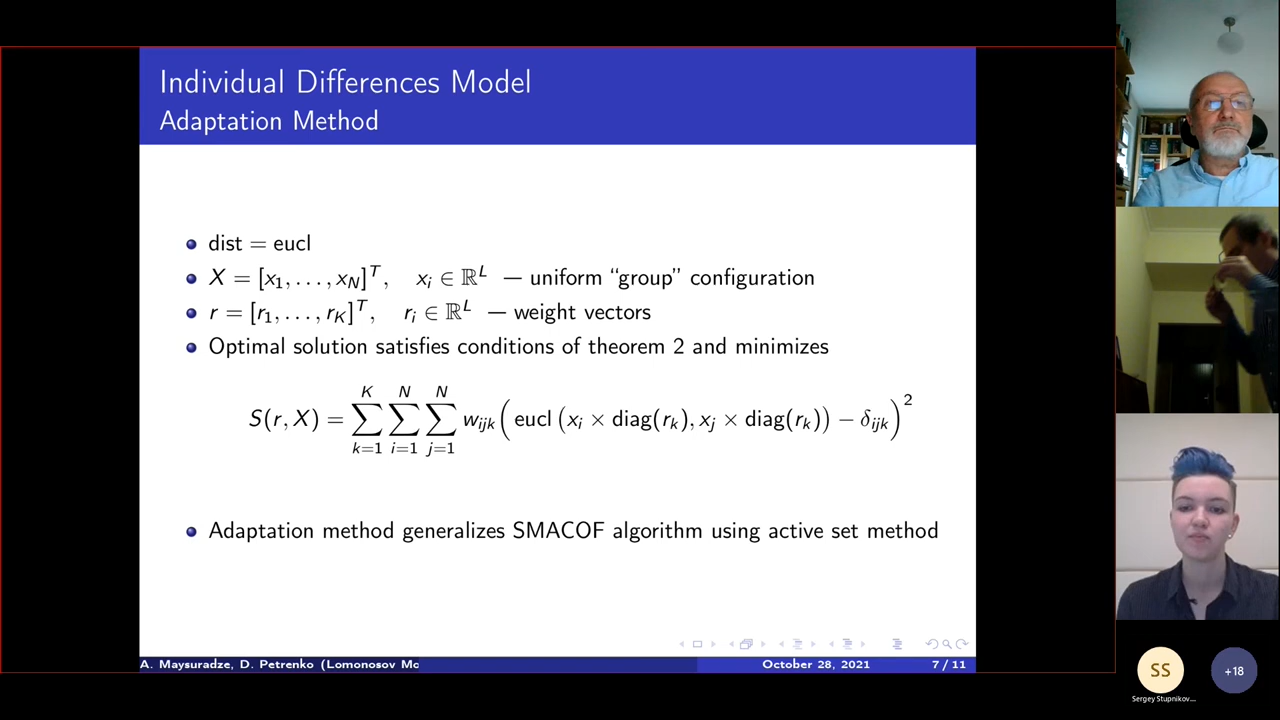 Individual Differences Model
Adaptation Method
dist = eucl
X = [x₁, . . . , x_N]ᵀ, x_i ∈ ℝᴸ — uniform “group” configuration
r = [r₁, . . . , r_K]ᵀ, r_i ∈ ℝᴸ — weight vectors
Optimal solution satisfies conditions of theorem 2 and minimizes
S(r, X) = ∑_{k=1}^{K} ∑_{i=1}^{N} ∑_{j=1}^{N} w_{ijk} ( eucl (x_i × diag(r_k), x_j × diag(r_k)) − δ_{ijk} )²
Adaptation method generalizes SMACOF algorithm using active set method
A. Maysuradze, D. Petrenko (Lomonosov Mc
October 28, 2021
7 / 11
SS
+18
Sergey Stupnikov...